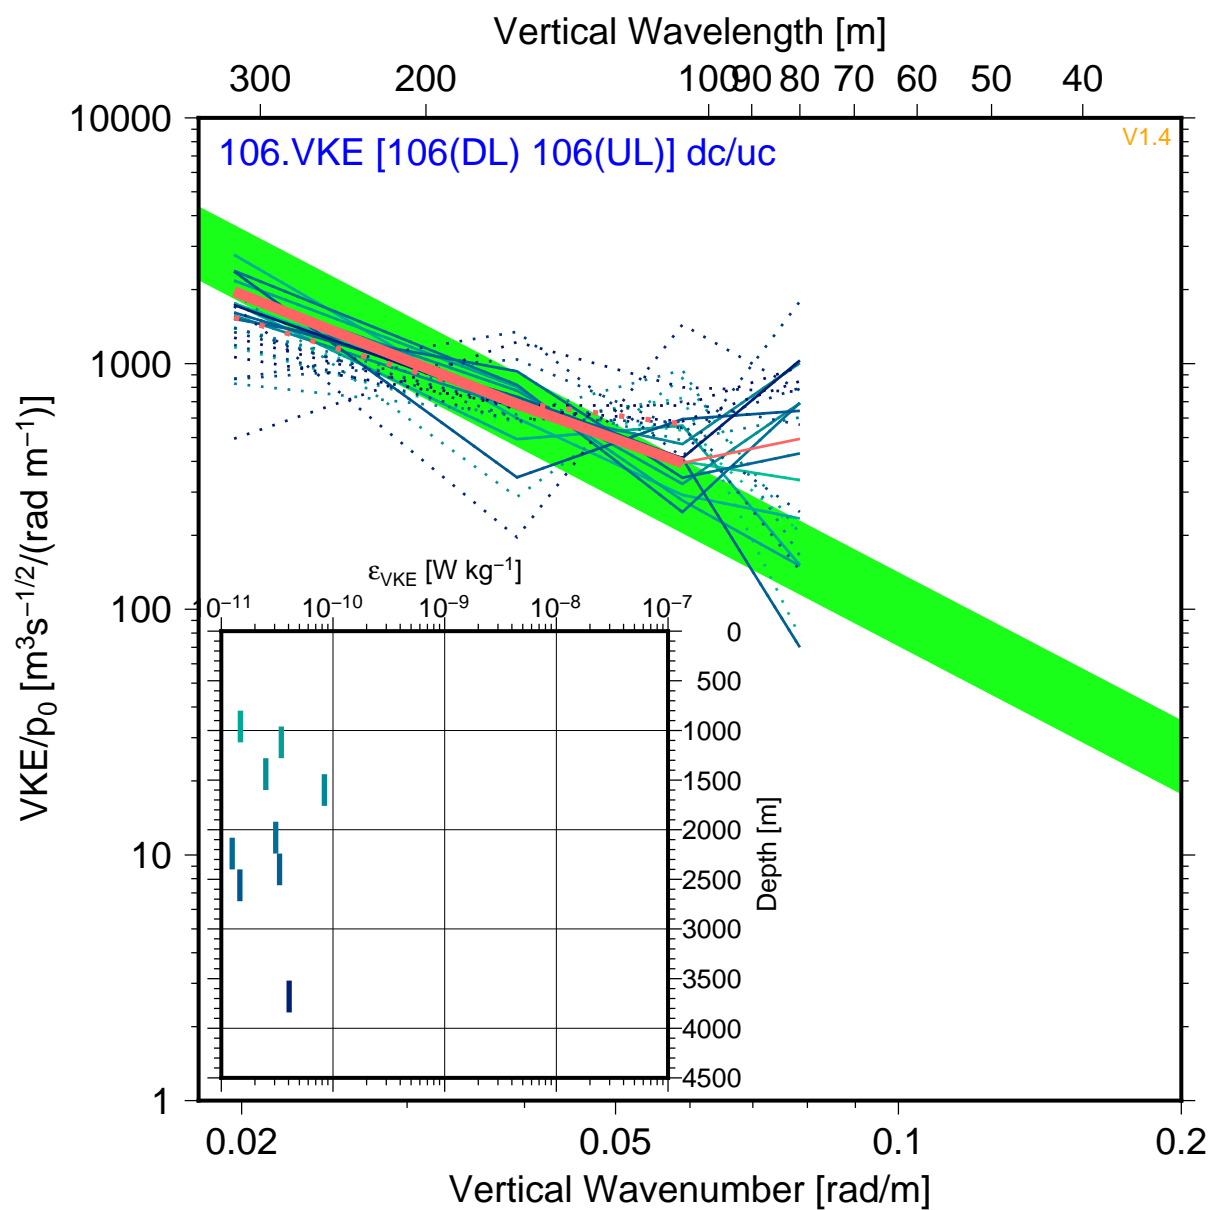 Vertical Wavelength [m]
300 200 100 90 80 70 60 50 40
10000
106.VKE [106(DL) 106(UL)] dc/uc
V1.4
1000
100
10
1
VKE/p₀ [m³s⁻¹/²/(rad m⁻¹)]
ε_VKE [W kg⁻¹]
10⁻¹¹ 10⁻¹⁰ 10⁻⁹ 10⁻⁸ 10⁻⁷
0
500
1000
1500
2000
2500
3000
3500
4000
4500
Depth [m]
0.02 0.05 0.1 0.2
Vertical Wavenumber [rad/m]